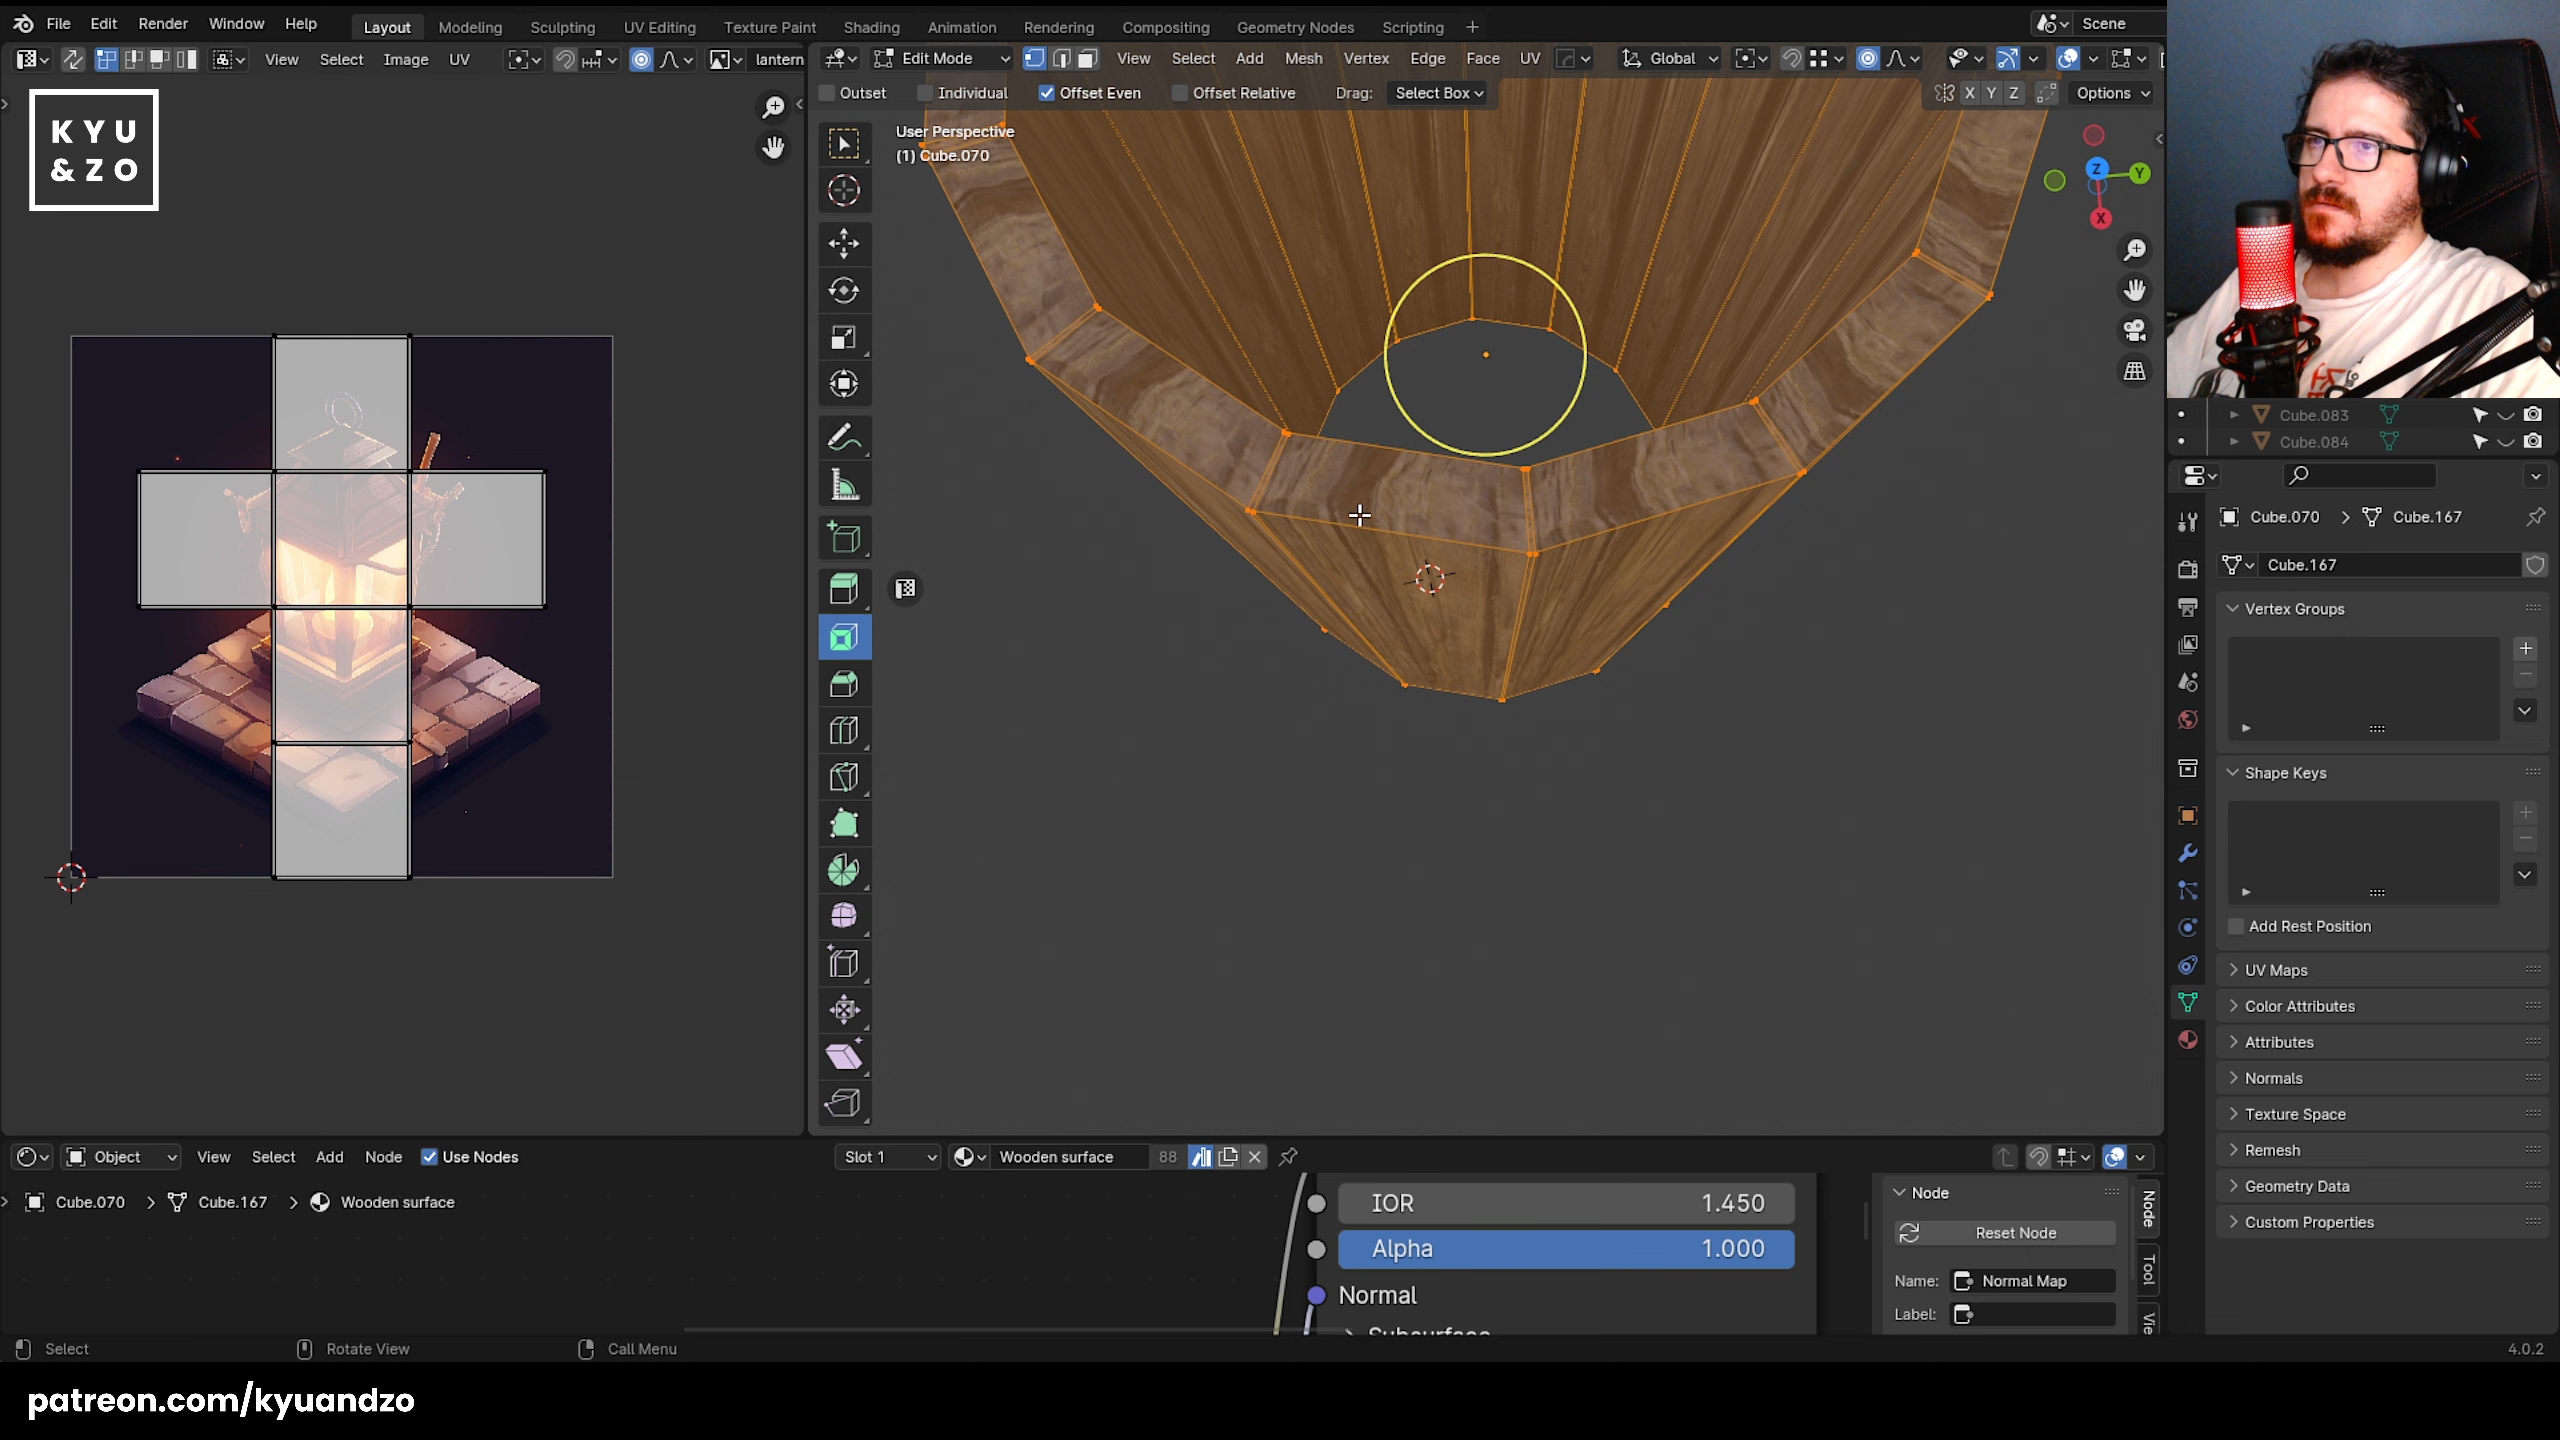 File Edit Render Window Help Layout Modeling Sculpting UV Editing Texture Paint Shading Animation Rendering Compositing Geometry Nodes Scripting + Scene
View Select Image UV lantern Edit Mode View Select Add Mesh Vertex Edge Face UV Global
Outset Individual Offset Even Offset Relative Drag: Select Box X Y Z Options
KYU
&ZO
User Perspective
(1) Cube.070
Z Y
X
Cube.083
Cube.084
Cube.070 > Cube.167
Cube.167
Vertex Groups
Shape Keys
Add Rest Position
UV Maps
Color Attributes
Attributes
Normals
Texture Space
Remesh
Geometry Data
Custom Properties
Object View Select Add Node Use Nodes Slot 1 Wooden surface 88
Cube.070 > Cube.167 > Wooden surface
IOR 1.450
Alpha 1.000
Normal
Node
Reset Node
Name: Normal Map
Label:
Node
Tool
Vie
Select Rotate View Call Menu 4.0.2
patreon.com/kyuandzo